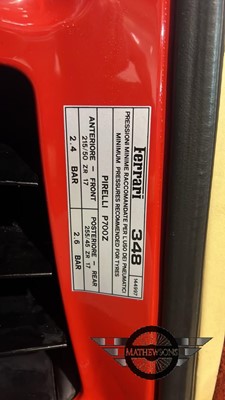 Ferrari 348 144937
PRESSIONI MINIME RACCOMANDATE PER L'USO DEI PNEUMATICI
MINIMUM PRESSURES RECOMMENDED FOR TYRES
PIRELLI P700Z
ANTERIORE - FRONT POSTERIORE - REAR
215/50 ZR 17 255/45 ZR 17
2.4 BAR 2.6 BAR
MATHEWSONS